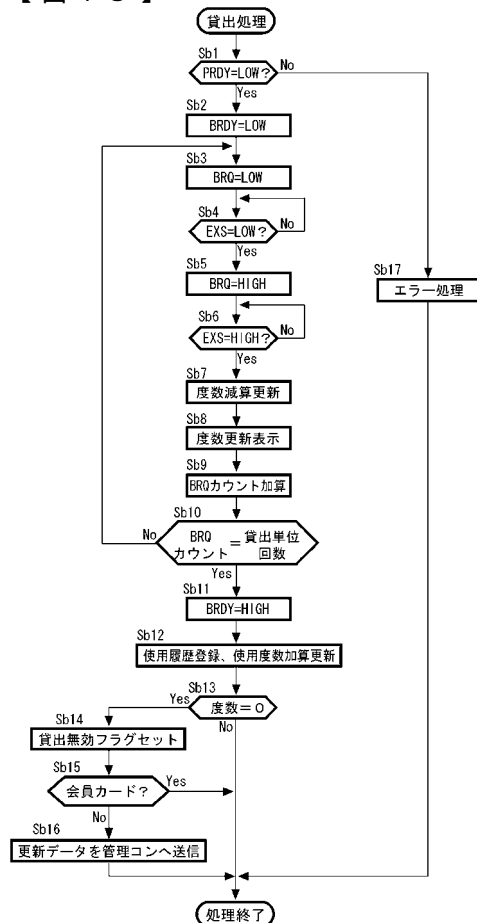 貸出処理
Sb1
PRDY=LOW?
No
Yes
Sb2
BRDY=LOW
Sb3
BRQ=LOW
Sb4
EXS=LOW?
No
Yes
Sb5
BRQ=HIGH
Sb6
EXS=HIGH?
No
Yes
Sb7
度数減算更新
Sb8
度数更新表示
Sb9
BRQカウント加算
Sb10
No
BRQ
カウント
=
貸出単位
回数
Yes
Sb11
BRDY=HIGH
Sb12
使用履歴登録、使用度数加算更新
Sb13
度数=0
Yes
No
Sb14
貸出無効フラグセット
Sb15
会員カード?
Yes
No
Sb16
更新データを管理コンへ送信
Sb17
エラー処理
処理終了